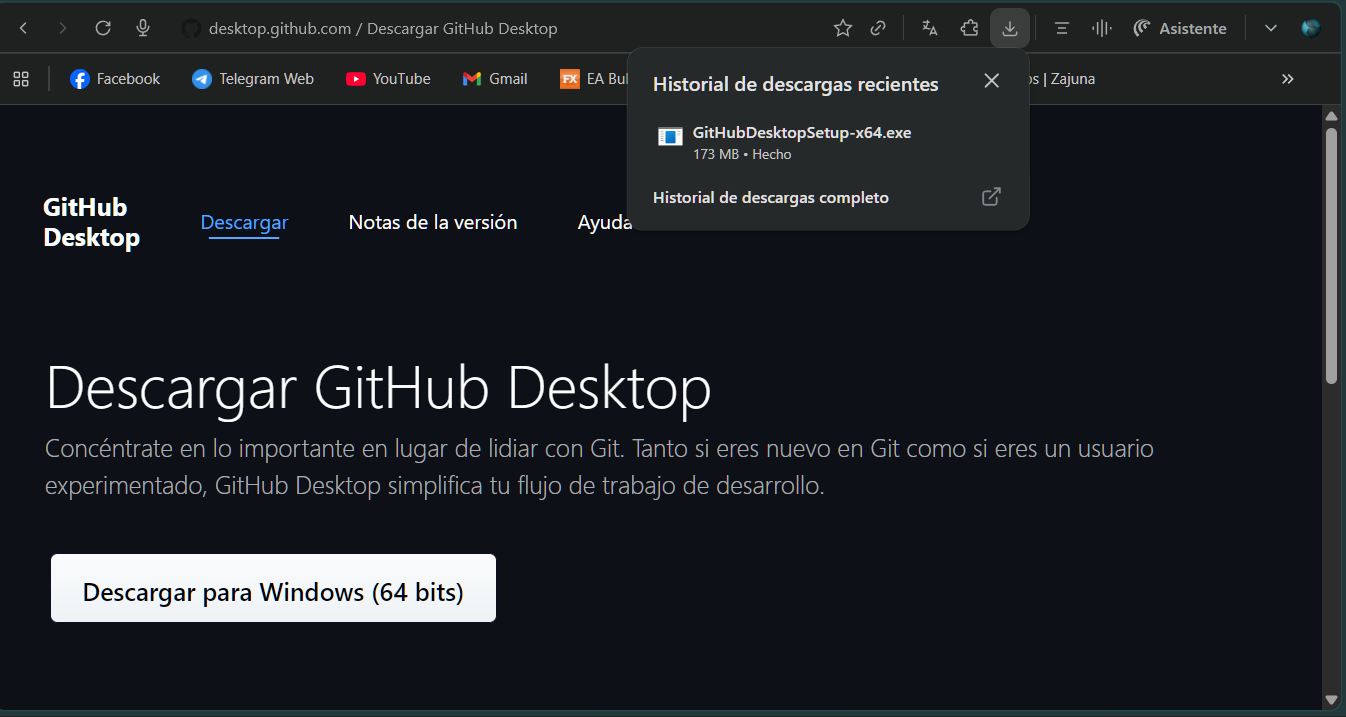 desktop.github.com / Descargar GitHub Desktop
Asistente
Facebook
Telegram Web
YouTube
Gmail
EA
| Zajuna
Historial de descargas recientes
GitHubDesktopSetup-x64.exe
173 MB • Hecho
Historial de descargas completo
GitHub
Desktop
Descargar
Notas de la versión
Ayuda
Descargar GitHub Desktop
Concéntrate en lo importante en lugar de lidiar con Git. Tanto si eres nuevo en Git como si eres un usuario
experimentado, GitHub Desktop simplifica tu flujo de trabajo de desarrollo.
Descargar para Windows (64 bits)